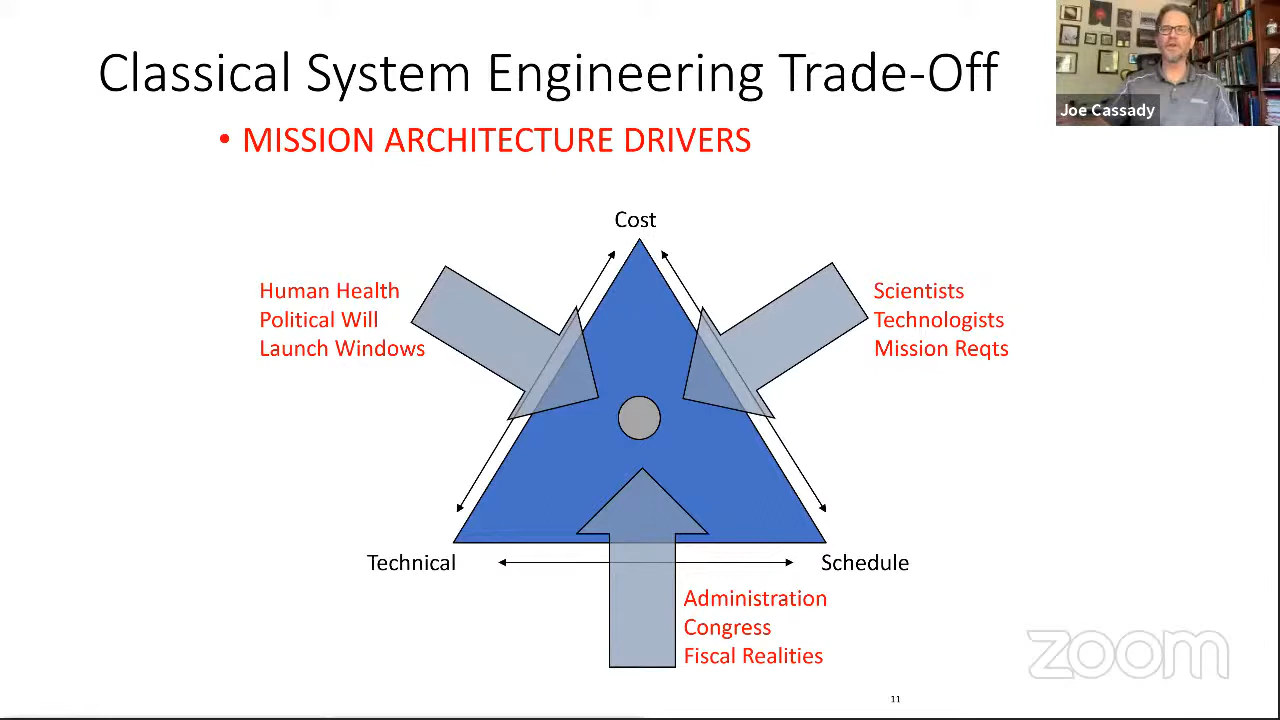 Classical System Engineering Trade-Off
Joe Cassady
• MISSION ARCHITECTURE DRIVERS
Cost
Human Health
Political Will
Launch Windows
Scientists
Technologists
Mission Reqts
Technical
Schedule
Administration
Congress
Fiscal Realities
zoom
11